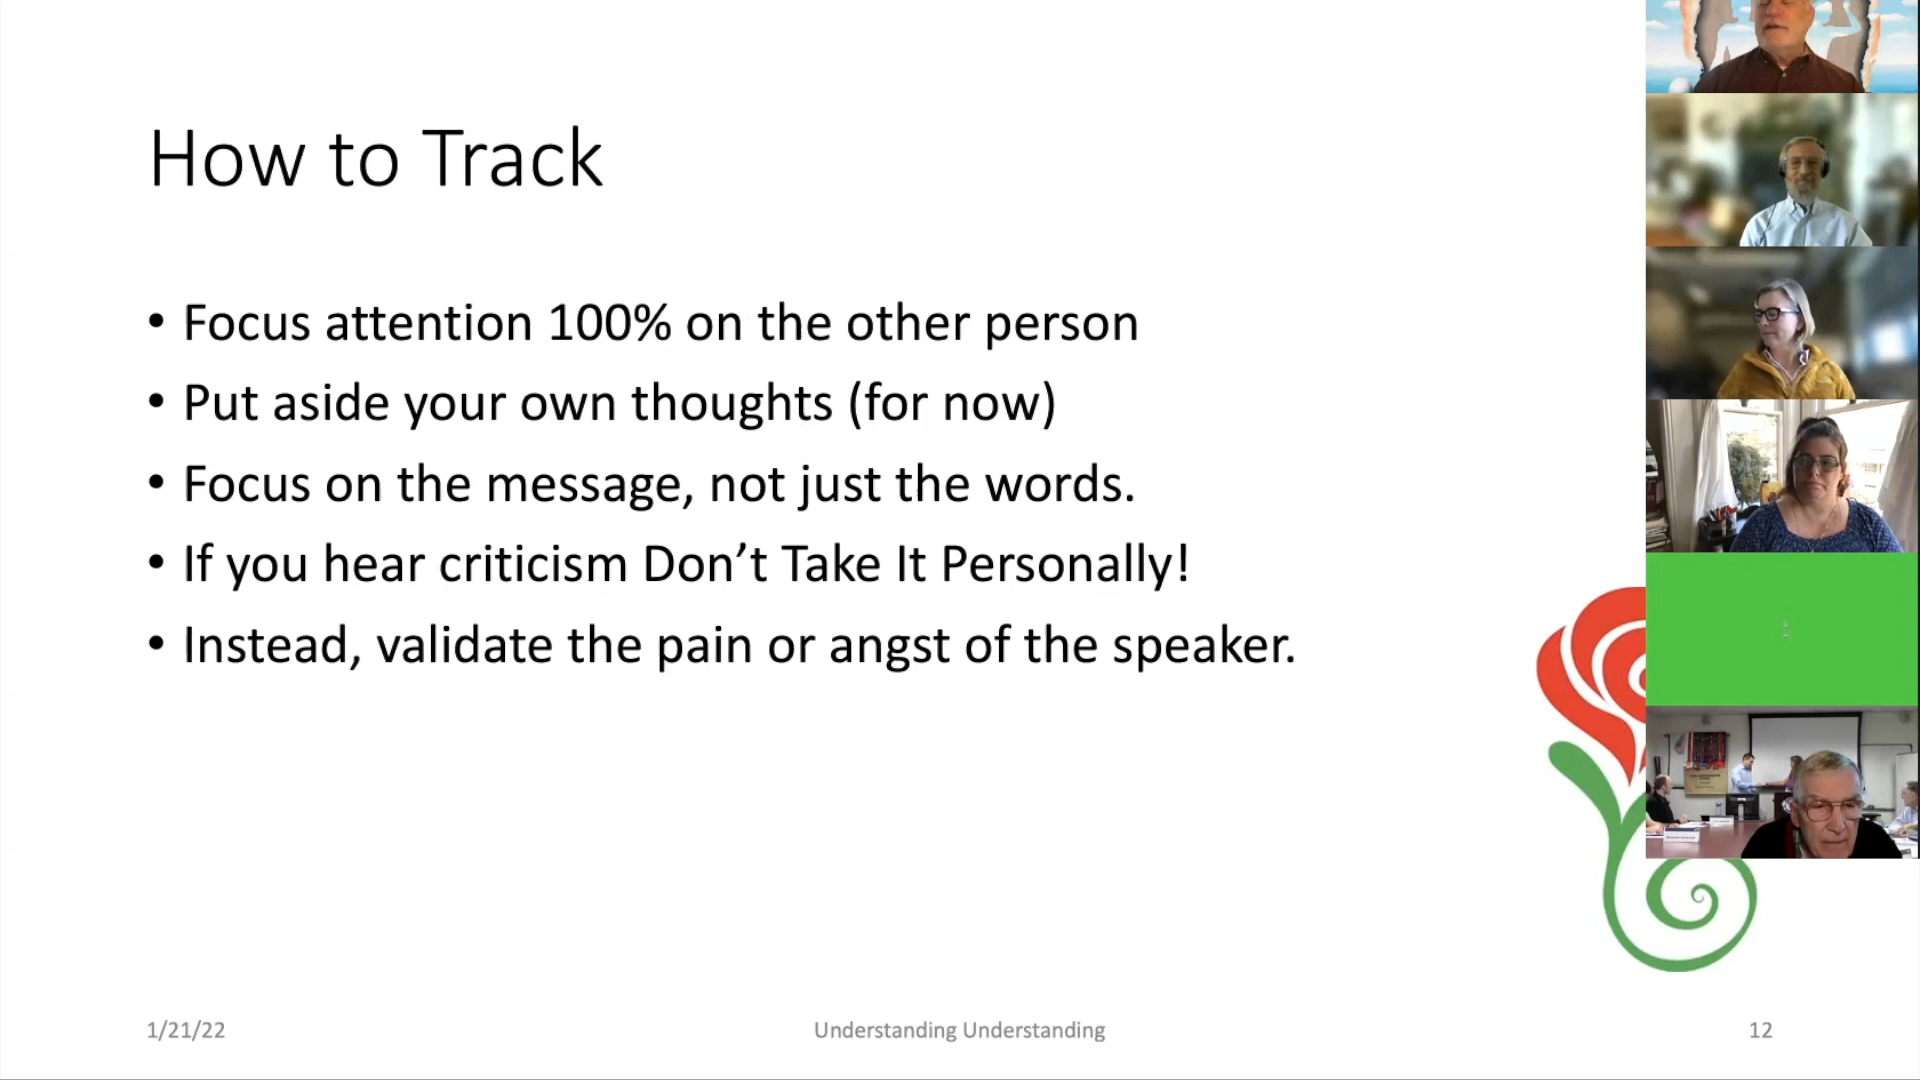 How to Track
• Focus attention 100% on the other person
• Put aside your own thoughts (for now)
• Focus on the message, not just the words.
• If you hear criticism Don’t Take It Personally!
• Instead, validate the pain or angst of the speaker.
1/21/22
Understanding Understanding
12